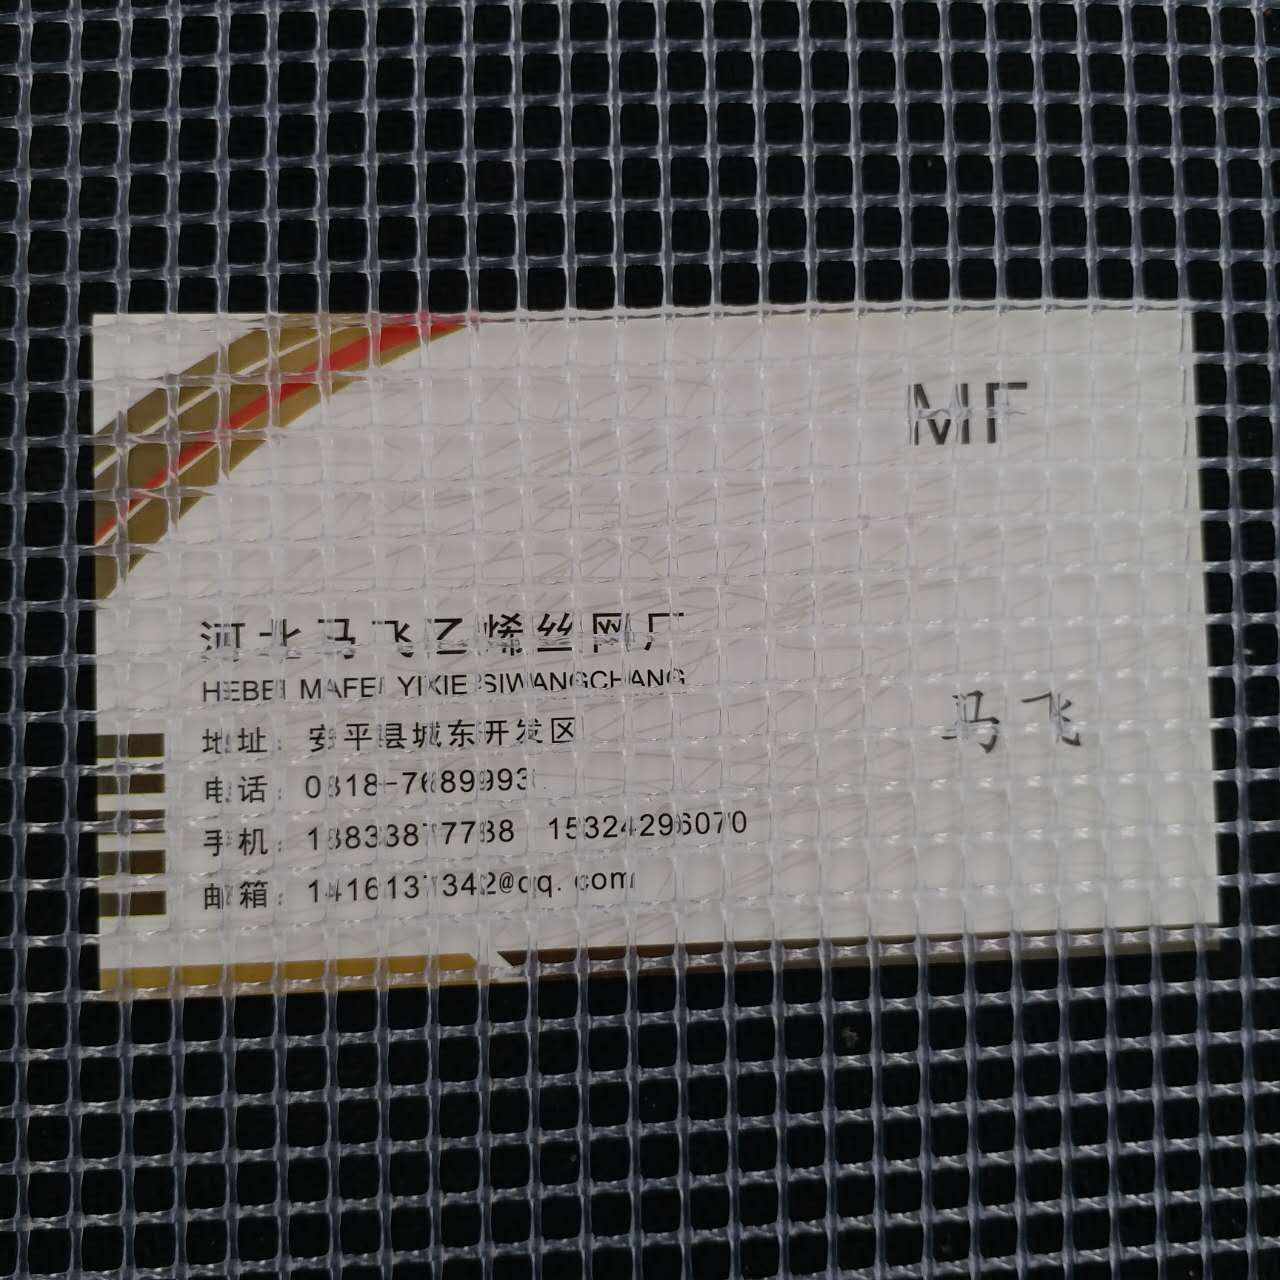 MF
河北马飞乙烯丝网厂
HEBEI MAFEI YIXIE SIWANGCHANG
马飞
地址：安平县城东开发区
电话：0318-7689993
手机：18833877788 15324296070
邮箱：1416137342@qq.com